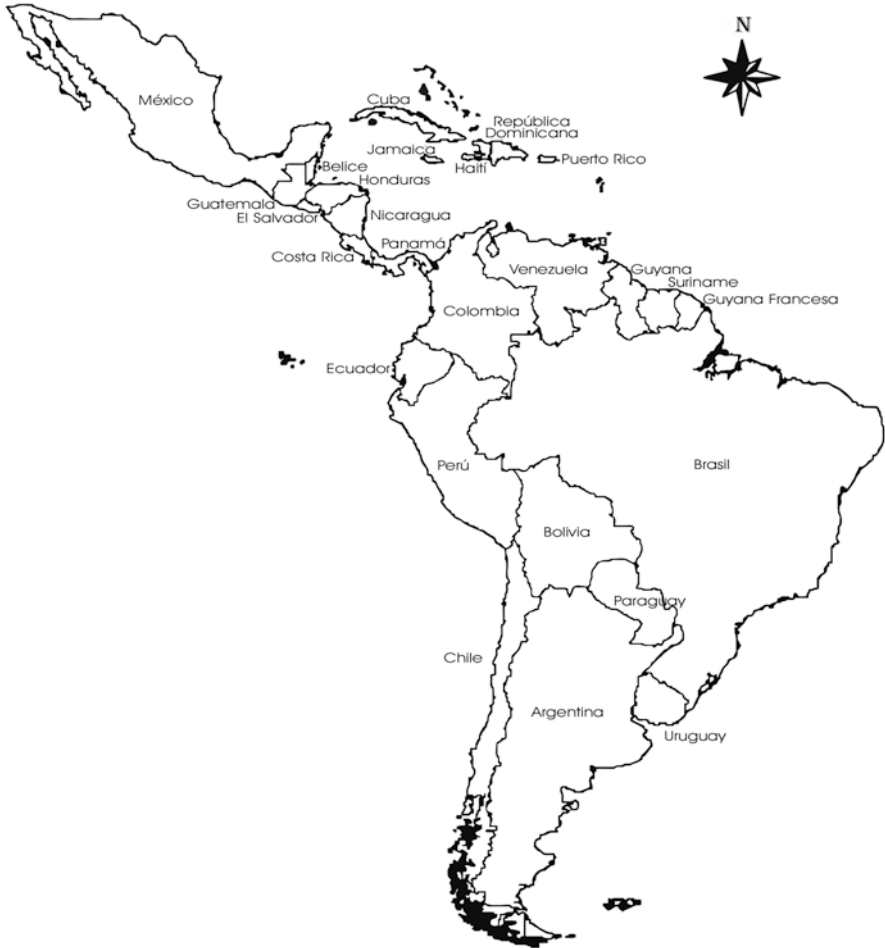 N
México
Cuba
República
Dominicana
Jamaica
Haití
Puerto Rico
Belice
Honduras
Guatemala
El Salvador
Nicaragua
Costa Rica
Panamá
Venezuela
Guyana
Suriname
Guyana Francesa
Colombia
Ecuador
Perú
Brasil
Bolivia
Paraguay
Chile
Argentina
Uruguay